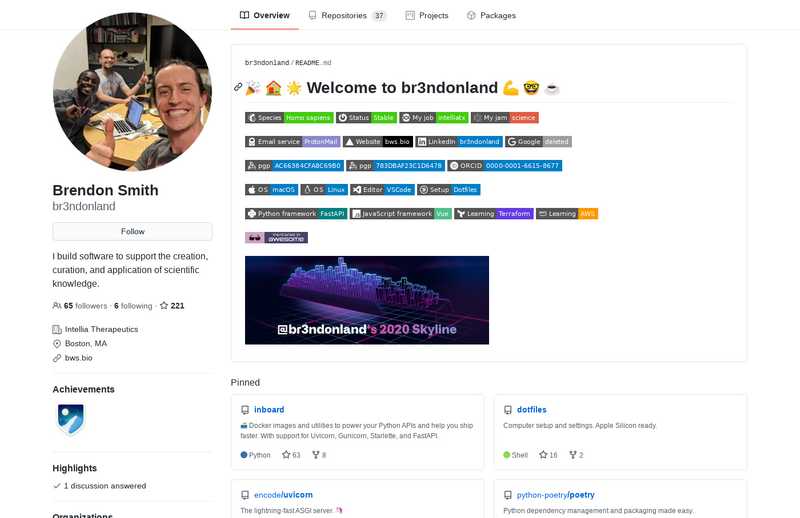 Overview
Repositories 37
Projects
Packages
br3ndonland / README.md
🎉 🏠 🌟 Welcome to br3ndonland 💪 🤓 ☕
Species Homo sapiens Status Stable My job intelliatx My jam science
Email service ProtonMail Website bws.bio LinkedIn br3ndonland Google deleted
pgp AC66384CFA8C69B0 pgp 783DBAF23C1D6478 ORCID 0000-0001-6615-8677
OS macOS OS Linux Editor VSCode Setup Dotfiles
Python framework FastAPI JavaScript framework Vue Learning Terraform Learning AWS
awesome
@br3ndonland's 2020 Skyline
Brendon Smith
br3ndonland
Follow
I build software to support the creation,
curation, and application of scientific
knowledge.
65 followers · 6 following · 221
Intellia Therapeutics
Boston, MA
bws.bio
Achievements
Highlights
1 discussion answered
Organizations
Pinned
inboard
🚢 Docker images and utilities to power your Python APIs and help you ship
faster. With support for Uvicorn, Gunicorn, Starlette, and FastAPI.
Python 63 8
dotfiles
Computer setup and settings. Apple Silicon ready.
Shell 16 2
encode/uvicorn
The lightning-fast ASGI server. 🦄
python-poetry/poetry
Python dependency management and packaging made easy.